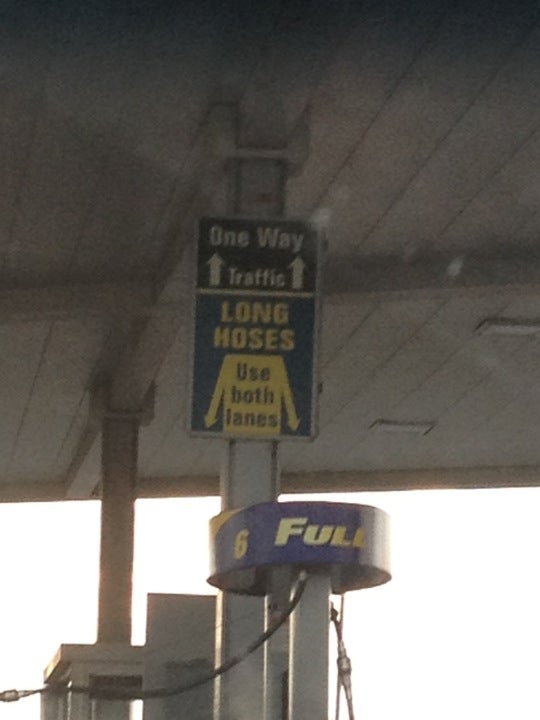 One Way
Traffic
LONG
HOSES
Use
both
lanes
6 FULL